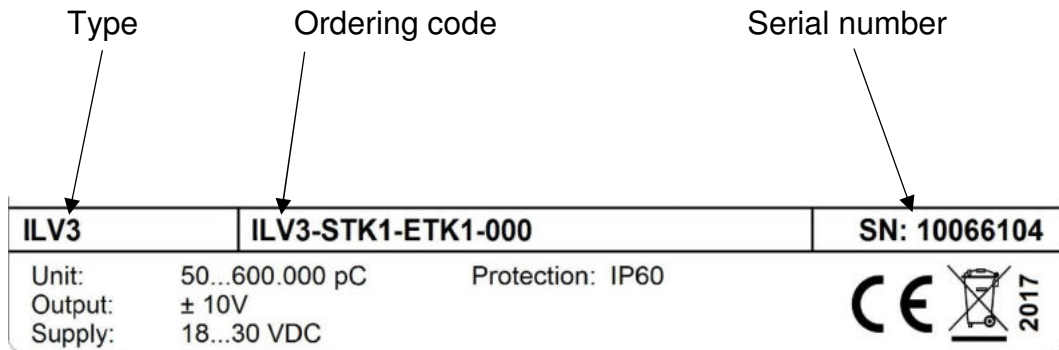 Type Ordering code Serial number
ILV3 ILV3-STK1-ETK1-000 SN: 10066104
Unit: 50...600.000 pC Protection: IP60
Output: ± 10V
Supply: 18...30 VDC
CE
2017